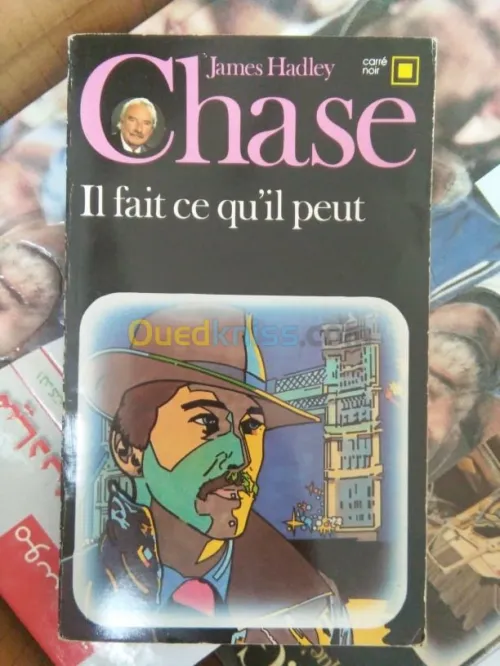 James Hadley
Chase
carré
noir
Il fait ce qu'il peut
Ouedkniss.com